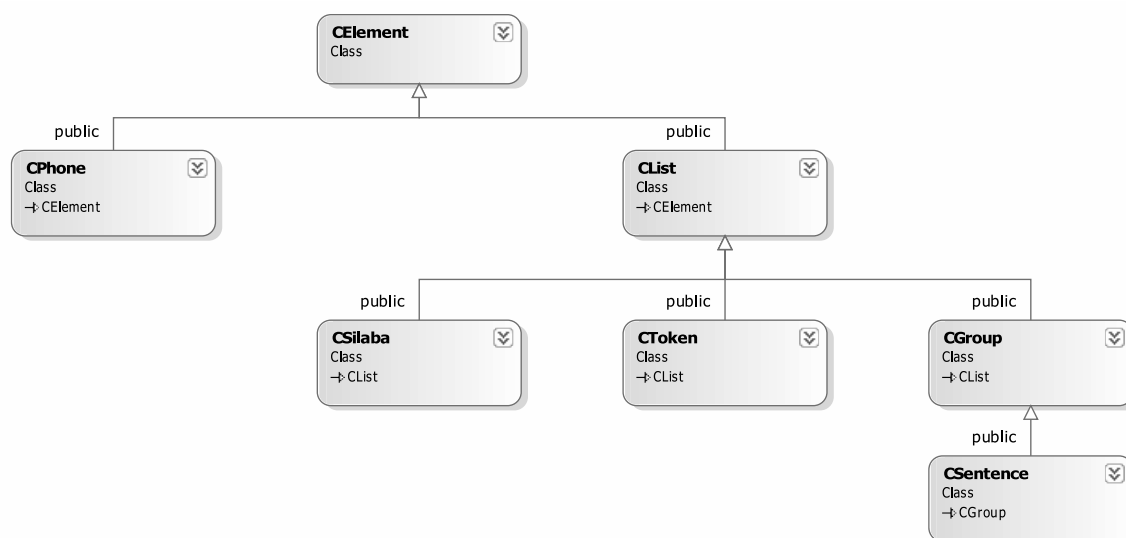 CElement
Class
public
public
CPhone
Class
CElement
CList
Class
CElement
public
public
public
CSilaba
Class
CList
CToken
Class
CList
CGroup
Class
CList
public
CSentence
Class
CGroup